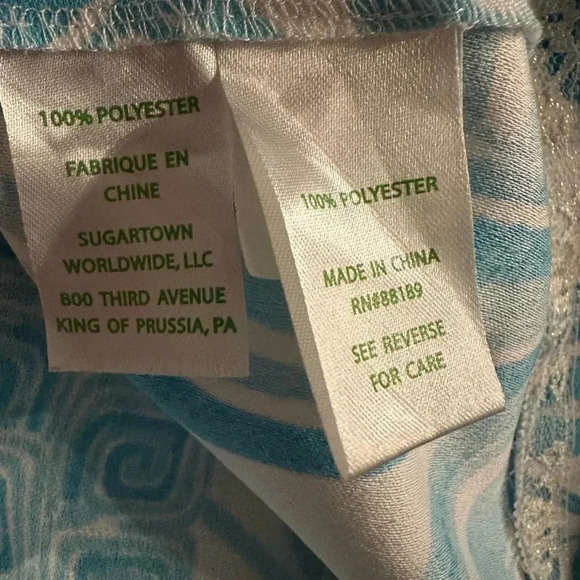 100% POLYESTER
FABRIQUE EN
CHINE
SUGARTOWN
WORLDWIDE, LLC
800 THIRD AVENUE
KING OF PRUSSIA, PA
100% POLYESTER
MADE IN CHINA
RN#88189
SEE REVERSE
FOR CARE